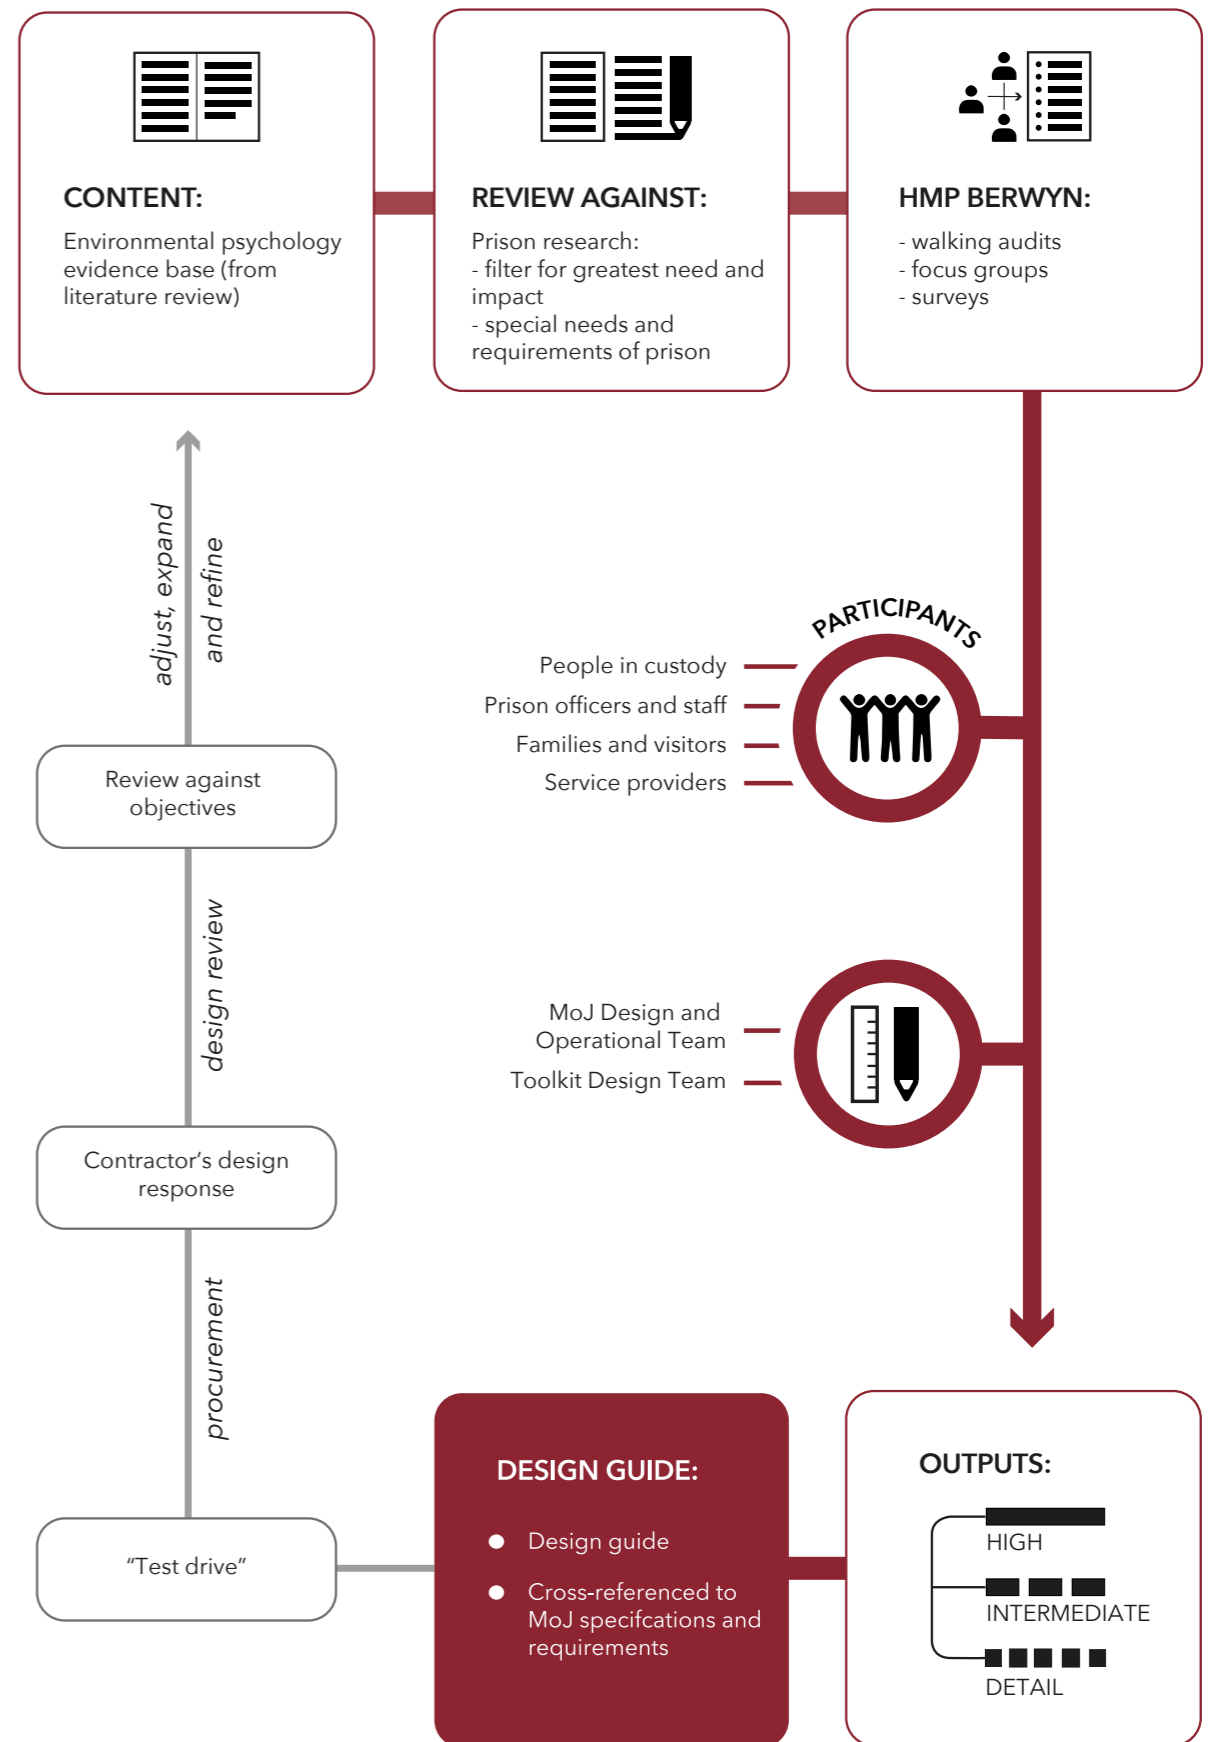 CONTENT:
Environmental psychology
evidence base (from
literature review)
REVIEW AGAINST:
Prison research:
- filter for greatest need and
impact
- special needs and
requirements of prison
HMP BERWYN:
- walking audits
- focus groups
- surveys
adjust, expand
and refine
PARTICIPANTS
People in custody
Prison officers and staff
Families and visitors
Service providers
Review against
objectives
design review
MoJ Design and
Operational Team
Toolkit Design Team
Contractor's design
response
procurement
"Test drive"
DESIGN GUIDE:
● Design guide
● Cross-referenced to
MoJ specifcations and
requirements
OUTPUTS:
HIGH
INTERMEDIATE
DETAIL